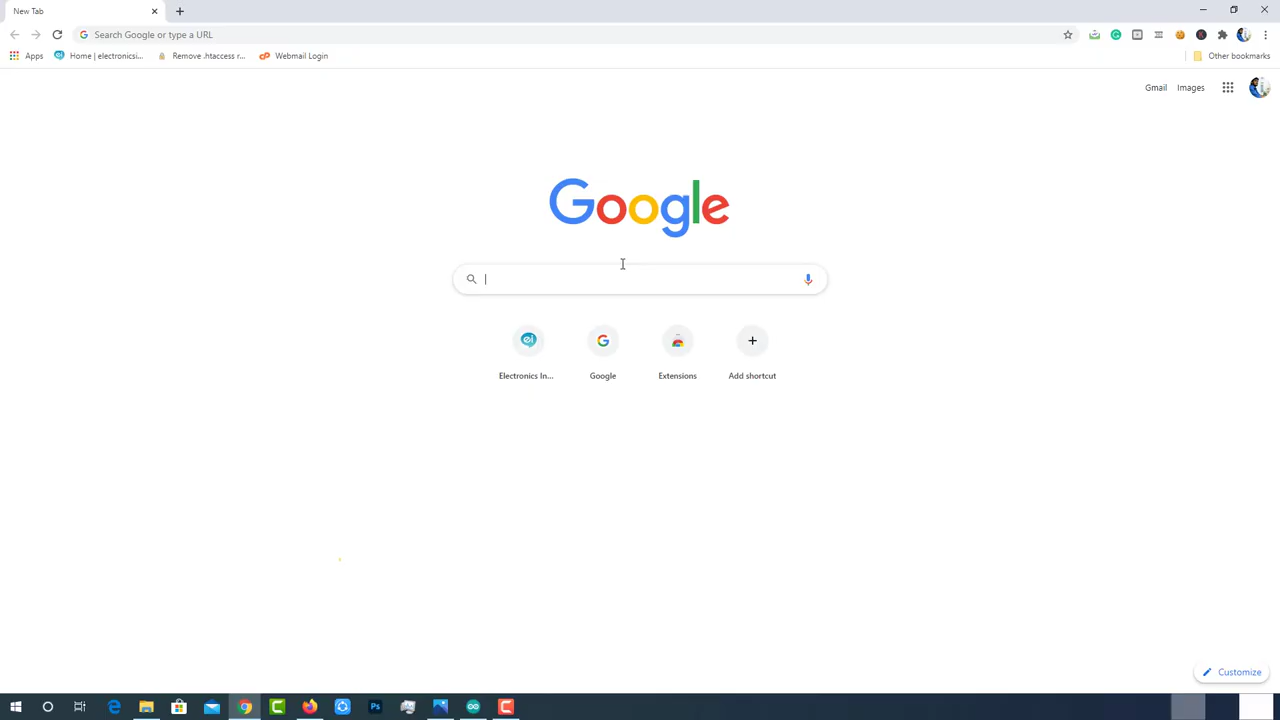 New Tab
Search Google or type a URL
Apps
Home | electronicsi...
Remove .htaccess r...
Webmail Login
Other bookmarks
Gmail
Images
Google
Electronics In...
Google
Extensions
Add shortcut
Customize